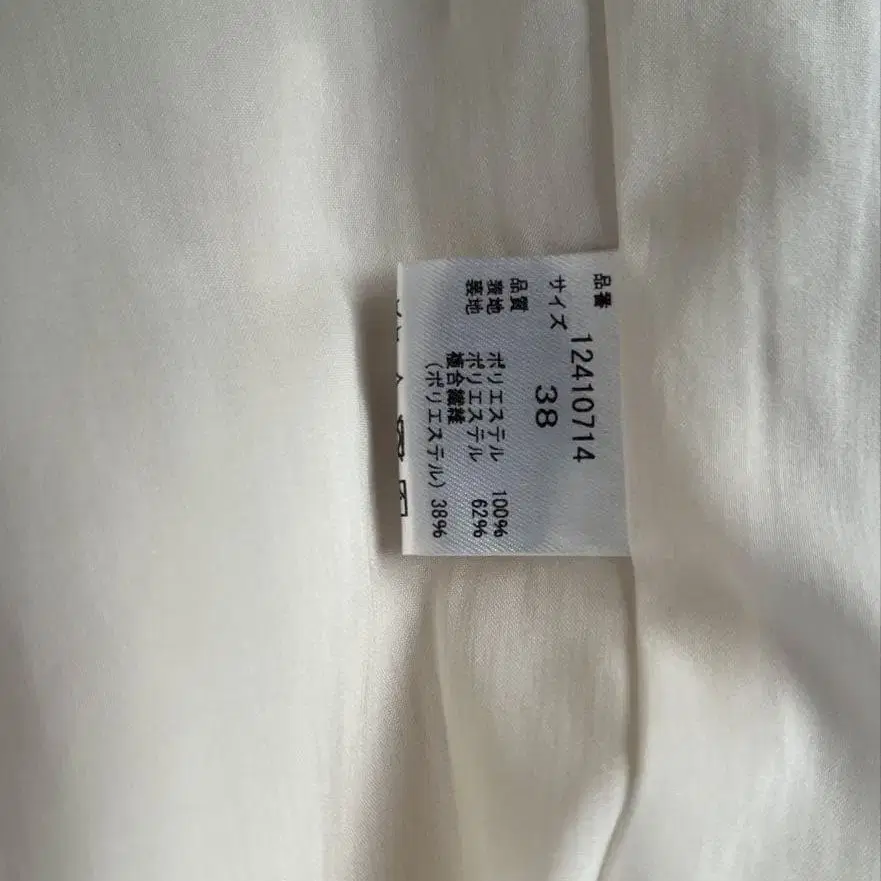 品番 12410714
サイズ 38
品質
表地 ポリエステル 100%
裏地 ポリエステル 62%
複合繊維
(ポリエステル) 38%